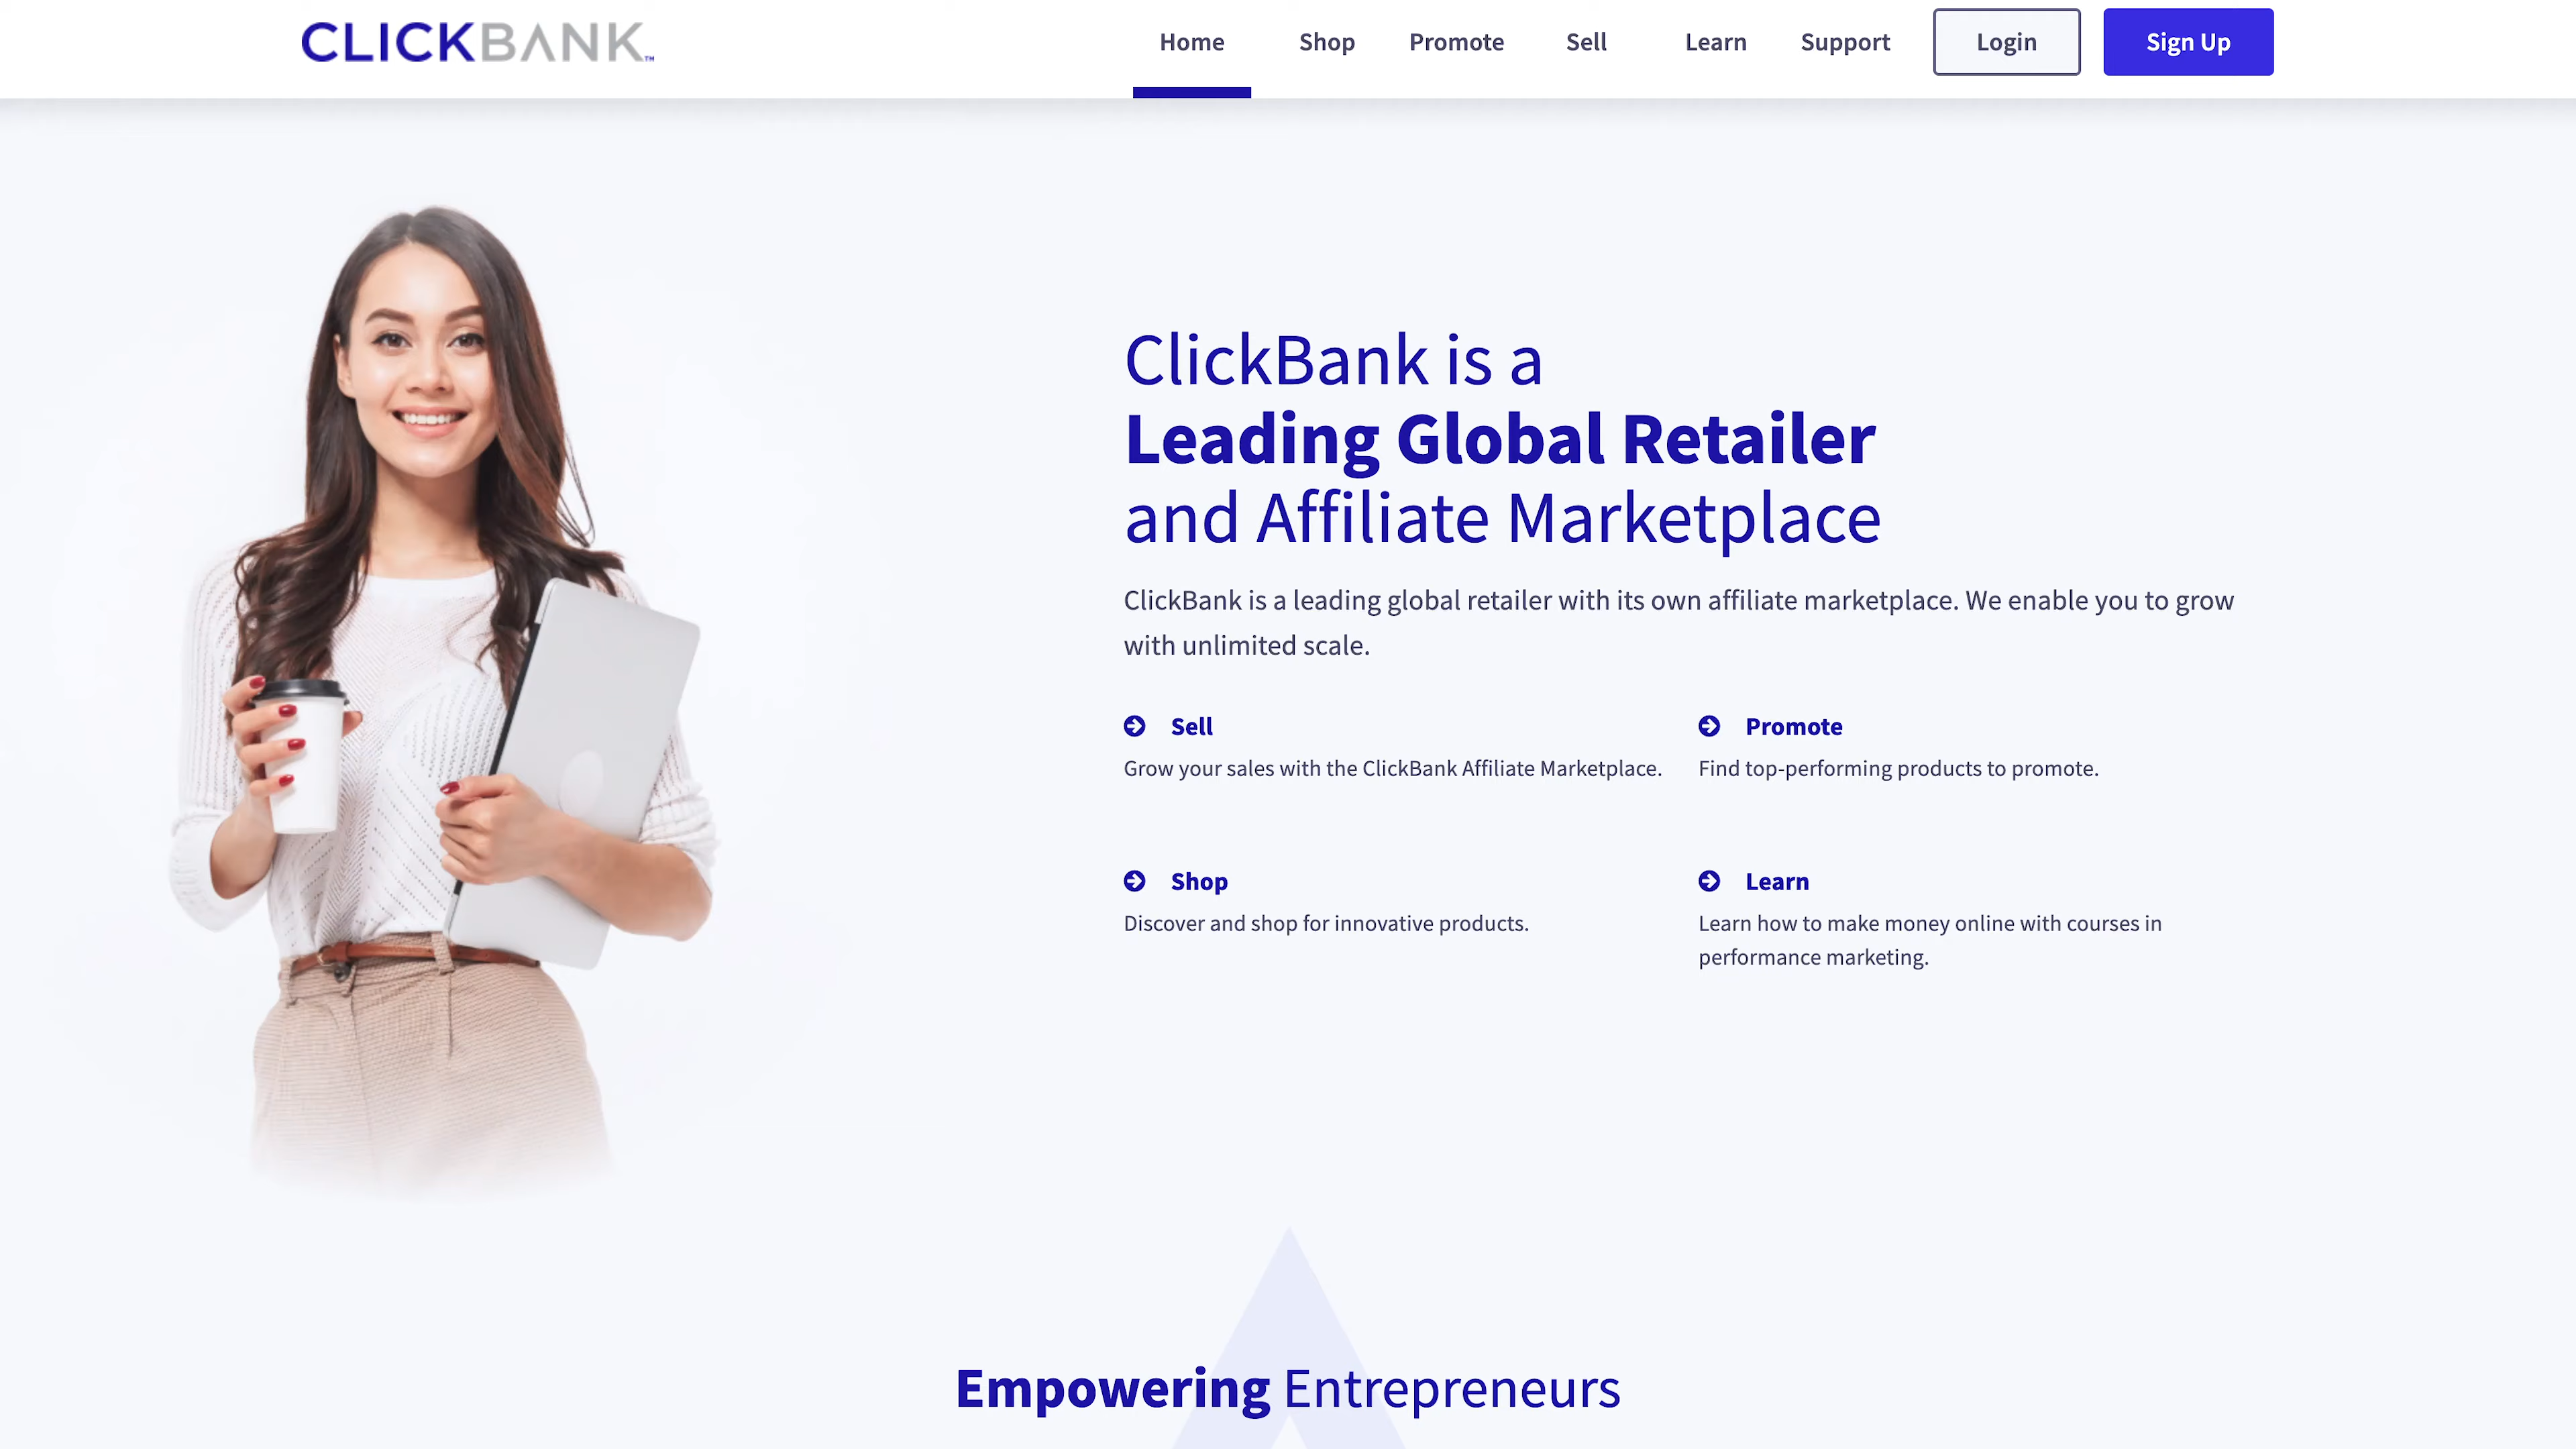 CLICKBANK™
Home Shop Promote Sell Learn Support Login Sign Up
ClickBank is a
Leading Global Retailer
and Affiliate Marketplace
ClickBank is a leading global retailer with its own affiliate marketplace. We enable you to grow
with unlimited scale.
Sell
Grow your sales with the ClickBank Affiliate Marketplace.
Promote
Find top-performing products to promote.
Shop
Discover and shop for innovative products.
Learn
Learn how to make money online with courses in
performance marketing.
Empowering Entrepreneurs